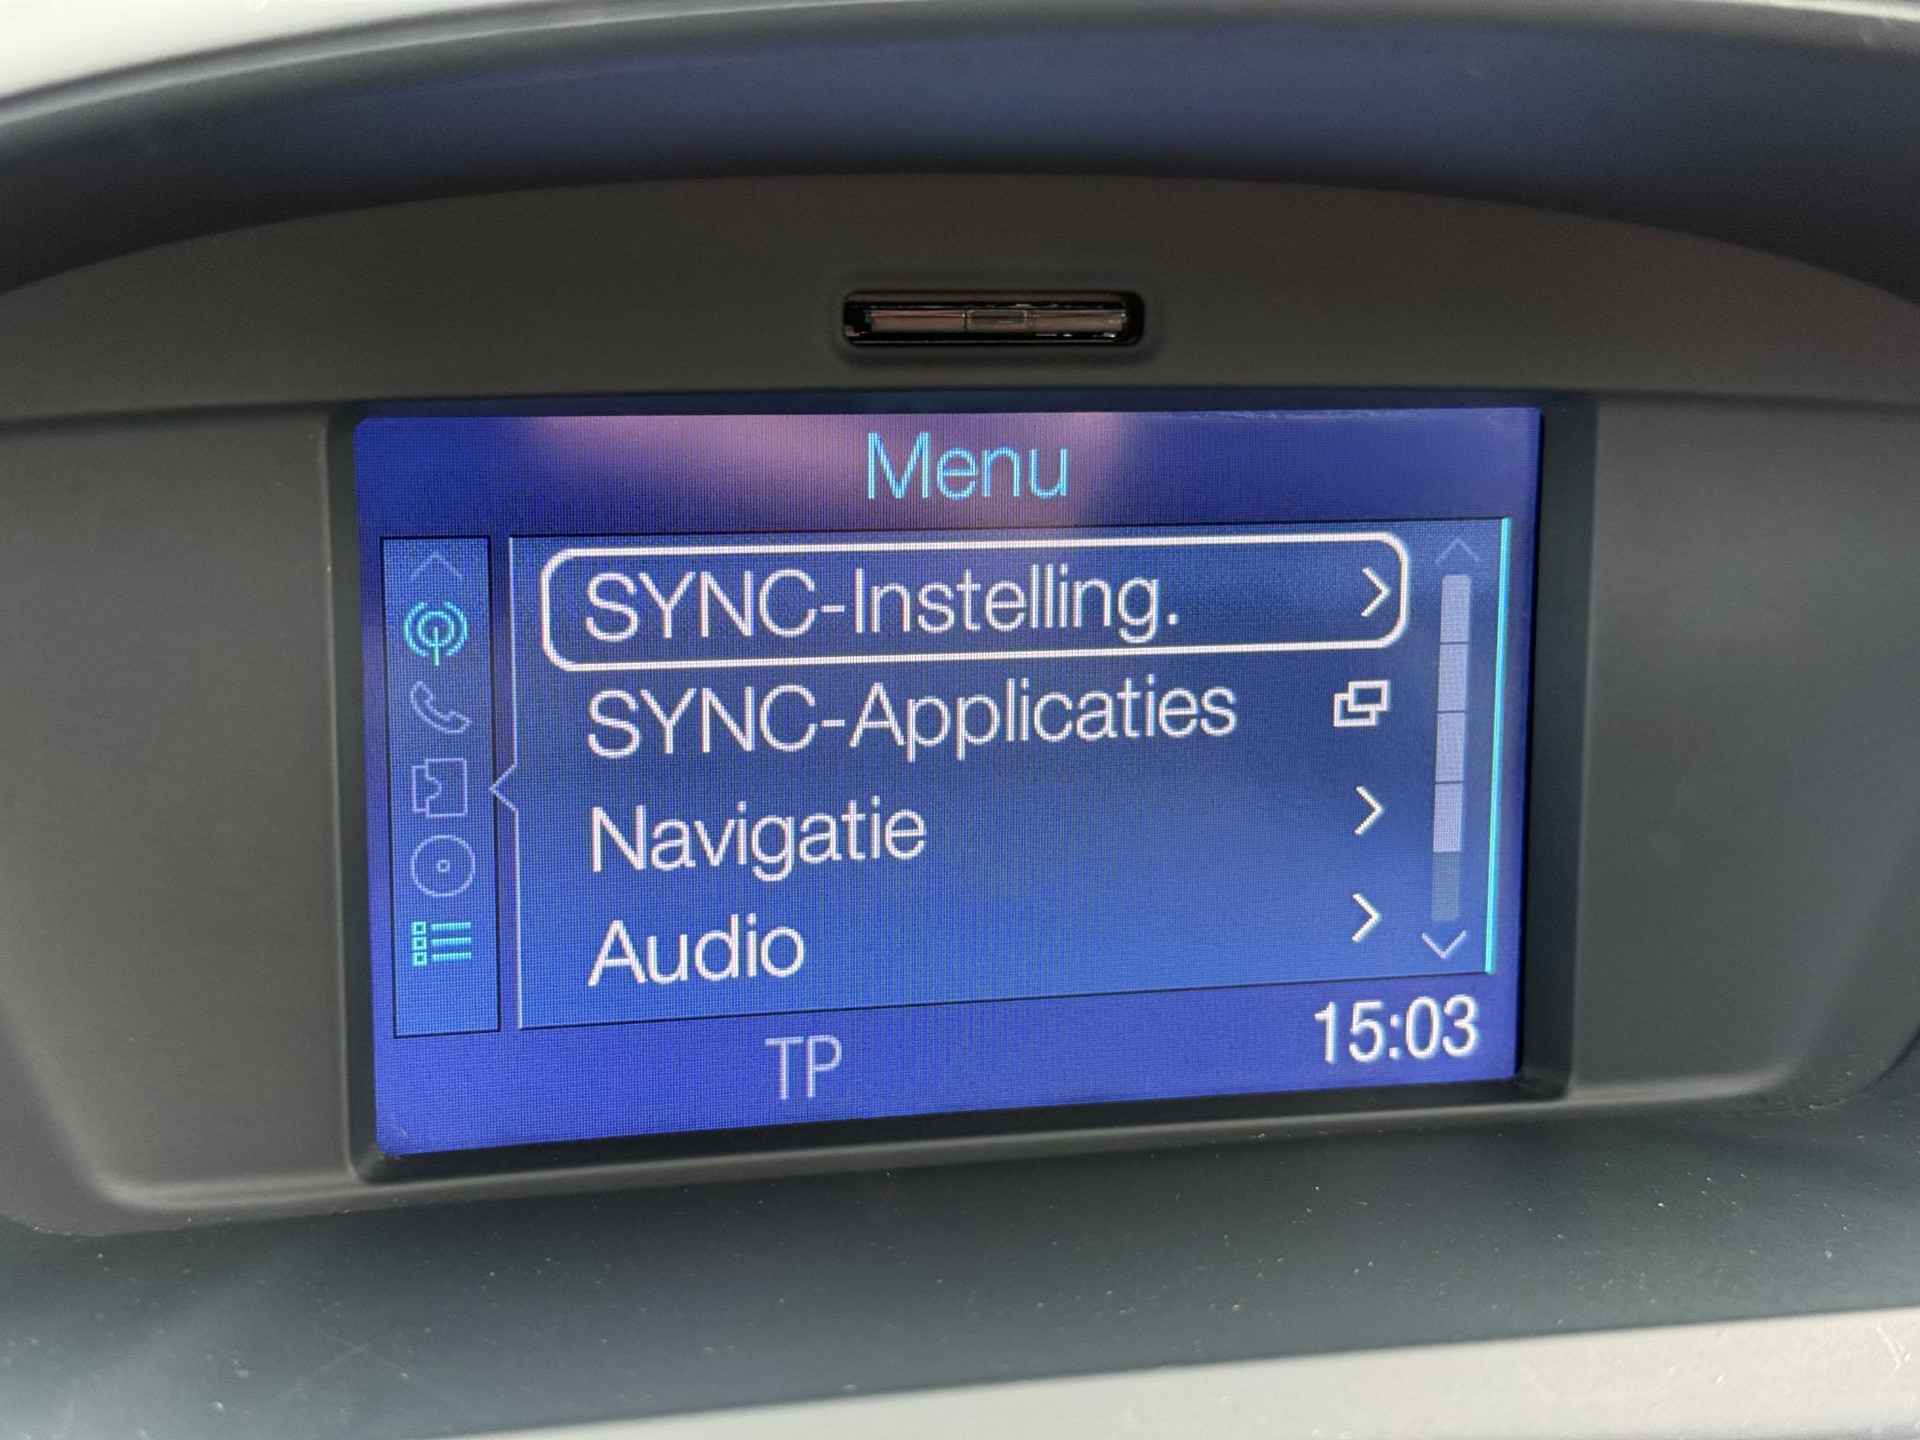 Menu
SYNC-Instelling.
SYNC-Applicaties
Navigatie
Audio
TP
15:03